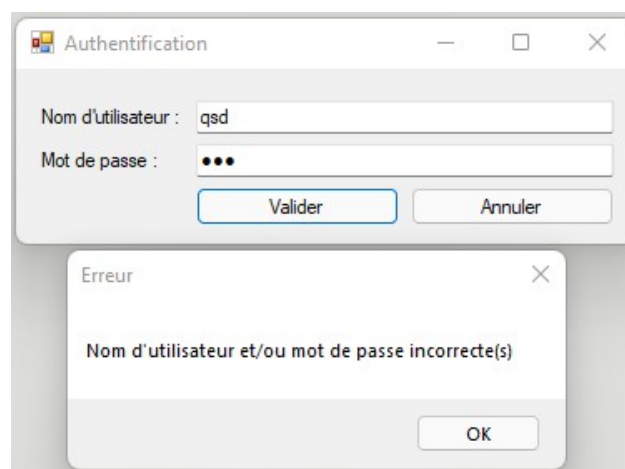 Authentification
Nom d'utilisateur : qsd
Mot de passe : •••
Valider Annuler
Erreur
Nom d'utilisateur et/ou mot de passe incorrecte(s)
OK